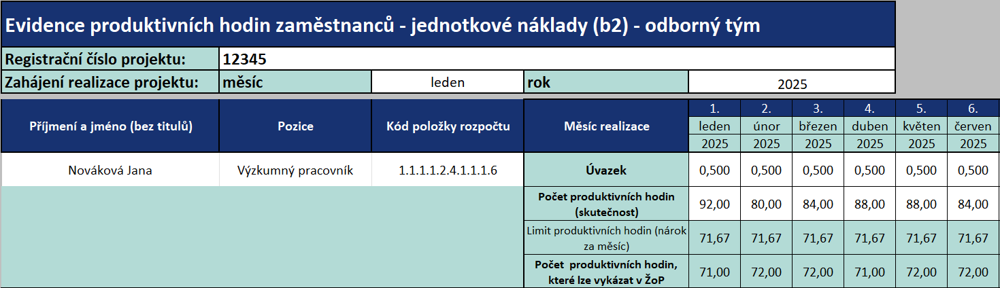 Evidence produktivních hodin zaměstnanců - jednotkové náklady (b2) - odborný tým
Registrační číslo projektu: 12345
Zahájení realizace projektu: měsíc leden rok 2025
Příjmení a jméno (bez titulů) Pozice Kód položky rozpočtu Měsíc realizace
1. 2. 3. 4. 5. 6.
leden únor březen duben květen červen
2025 2025 2025 2025 2025 2025
Nováková Jana Výzkumný pracovník 1.1.1.1.2.4.1.1.1.6 Úvazek 0,500 0,500 0,500 0,500 0,500 0,500
Počet produktivních hodin
(skutečnost) 92,00 80,00 84,00 88,00 88,00 84,00
Limit produktivních hodin (nárok
za měsíc) 71,67 71,67 71,67 71,67 71,67 71,67
Počet produktivních hodin,
které lze vykázat v ŽoP 71,00 72,00 72,00 71,00 72,00 72,00